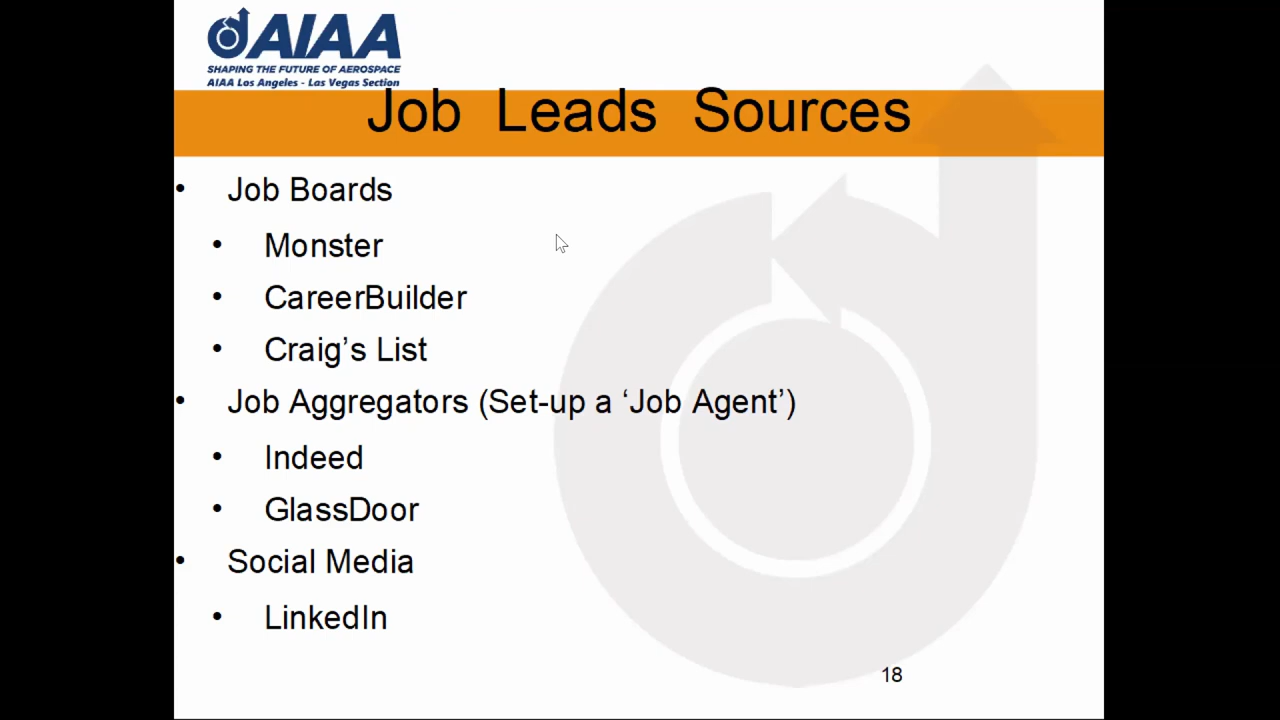 AIAA
SHAPING THE FUTURE OF AEROSPACE
AIAA Los Angeles - Las Vegas Section
Job Leads Sources
• Job Boards
• Monster
• CareerBuilder
• Craig’s List
• Job Aggregators (Set-up a ‘Job Agent’)
• Indeed
• GlassDoor
• Social Media
• LinkedIn
18